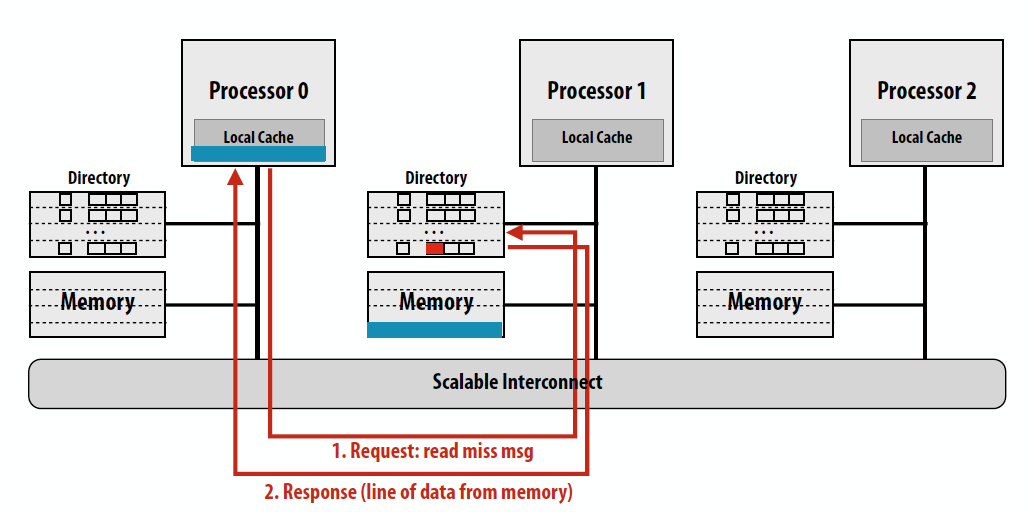 Processor 0
Local Cache
Processor 1
Local Cache
Processor 2
Local Cache
Directory
. . .
Memory
Directory
. . .
Memory
Directory
. . .
Memory
Scalable Interconnect
1. Request: read miss msg
2. Response (line of data from memory)